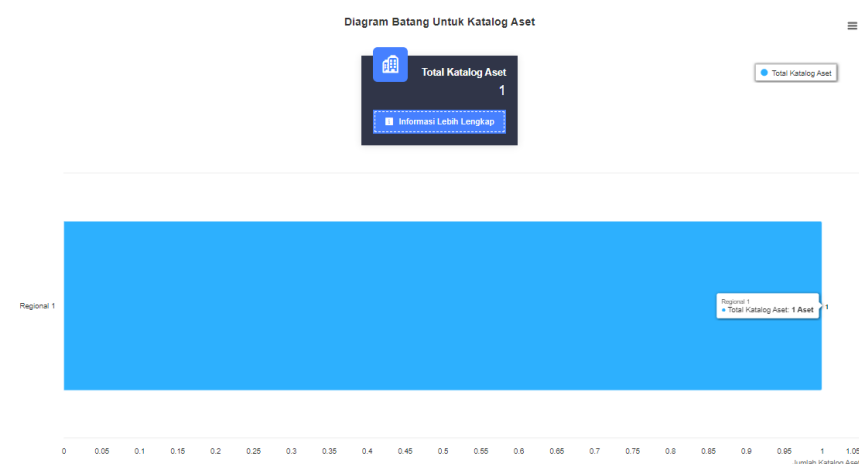 Diagram Batang Untuk Katalog Aset
Total Katalog Aset
1
Informasi Lebih Lengkap
Total Katalog Aset
Regional 1
Regional 1
Total Katalog Aset: 1 Aset
1
0 0.05 0.1 0.15 0.2 0.25 0.3 0.35 0.4 0.45 0.5 0.55 0.6 0.65 0.7 0.75 0.8 0.85 0.9 0.95 1 1.05
Jumlah Katalog Aset